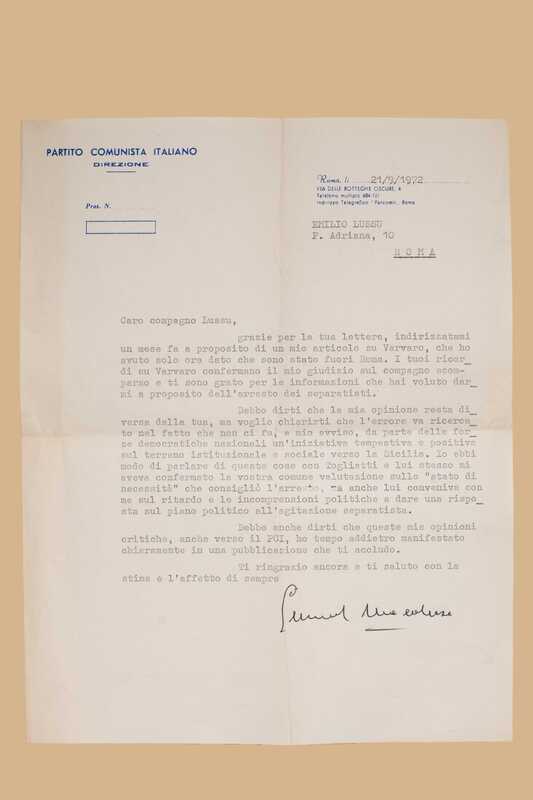 PARTITO COMUNISTA ITALIANO
DIREZIONE
Prot. N.
Roma, lì 21/9/1972
VIA DELLE BOTTEGHE OSCURE, 4
Telefono multiplo 684.101
Indirizzo Telegrafico: Parcomit, Roma
EMILIO LUSSU
P. Adriana, 10
R O M A
Caro compagno Lussu,
grazie per la tua lettera, indirizzatami
un mese fa a proposito di un mio articolo su Varvaro, che ho
avuto solo ora dato che sono stato fuori Roma. I tuoi ricor_
di su Varvaro confermano il mio giudizio sul compagno scom-
parso e ti sono grato per le informazioni che hai voluto dar_
mi a proposito dell'arresto dei separatisti.
Debbo dirti che la mia opinione resta di_
versa dalla tua, ma voglio chiarirti che l'errore va ricerca_
to nel fatto che non ci fu, a mio avviso, da parte delle for_
ze democratiche nazionali un'iniziativa tempestiva e positiva
sul terreno istituzionale e sociale verso la Sicilia. Io ebbi
modo di parlare di queste cose con Togliatti e lui stesso mi
aveva confermato la vostra comune valutazione sullo "stato di
necessità" che consigliò l'arresto, ma anche lui conveniva con
me sul ritardo e le incomprensioni politiche a dare una rispo_
sta sul piano politico all'agitazione separatista.
Debbo anche dirti che queste mie opinioni
critiche, anche verso il PCI, ho tempo addietro manifestato
chiaramente in una pubblicazione che ti accludo.
Ti ringrazio ancora e ti saluto con la
stima e l'affetto di sempre